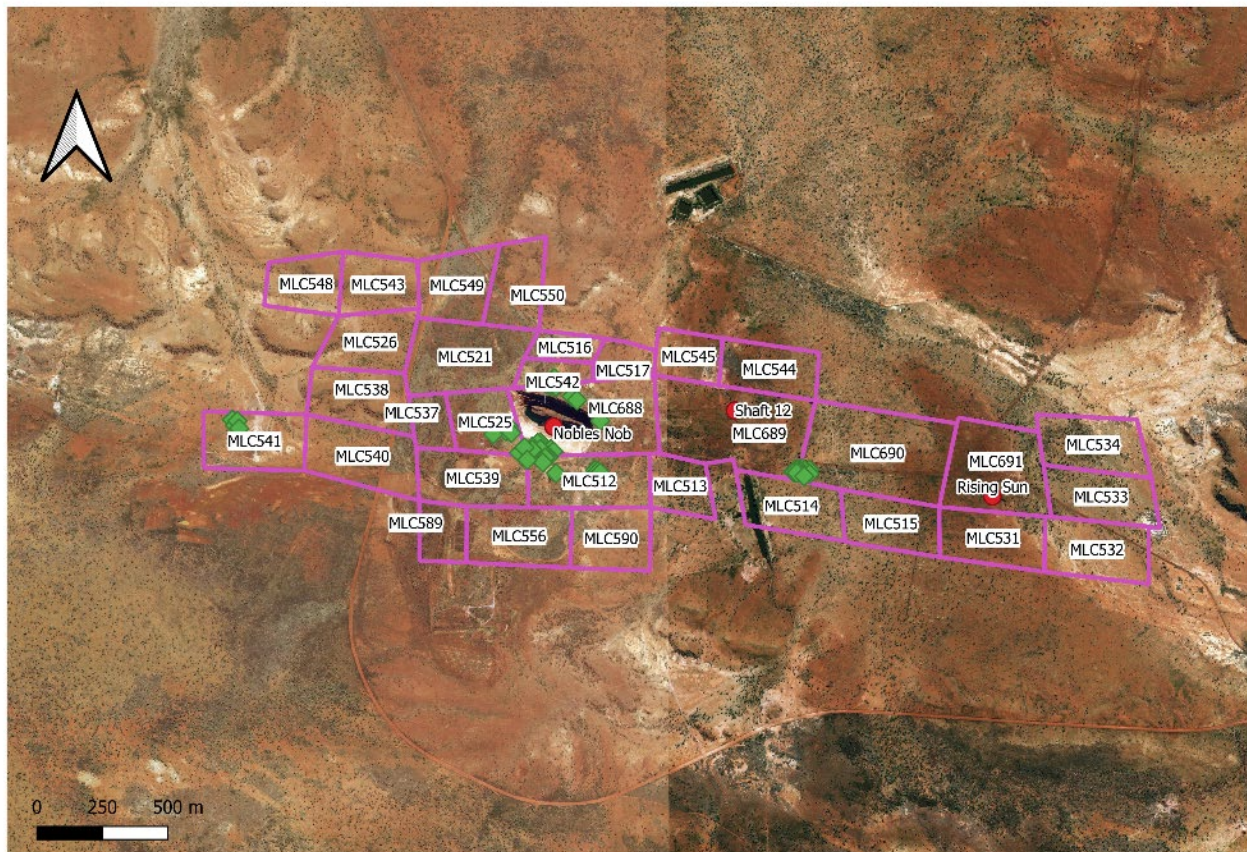 MLC548
MLC543
MLC549
MLC550
MLC526
MLC521
MLC516
MLC517
MLC545
MLC544
MLC538
MLC542
MLC537
MLC525
MLC688
Nobles Nob
Shaft 12
MLC689
MLC541
MLC540
MLC539
MLC512
MLC513
MLC690
MLC691
Rising Sun
MLC534
MLC533
MLC514
MLC515
MLC531
MLC532
MLC589
MLC556
MLC590
0 250 500 m